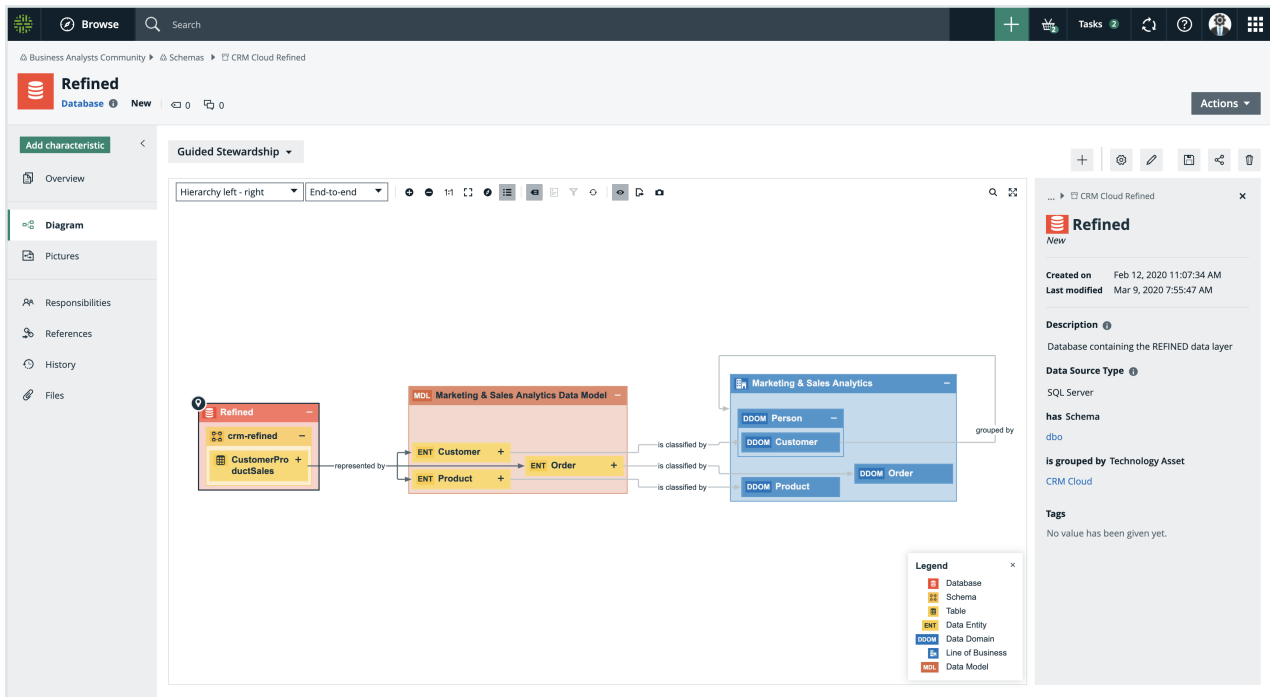 Browse
Search
2
Tasks 2
Business Analysts Community
Schemas
CRM Cloud Refined
Refined
Database
New
0
0
Actions
Add characteristic
Overview
Diagram
Pictures
Responsibilities
References
History
Files
Guided Stewardship
Hierarchy left - right
End-to-end
1:1
Refined
crm-refined
CustomerPro
ductSales
represented by
MDL Marketing & Sales Analytics Data Model
ENT Customer
ENT Order
ENT Product
is classified by
is classified by
is classified by
Marketing & Sales Analytics
DDOM Person
DDOM Customer
DDOM Order
DDOM Product
grouped by
Legend
Database
Schema
Table
ENT Data Entity
DDOM Data Domain
Line of Business
MDL Data Model
... CRM Cloud Refined
Refined
New
Created on Feb 12, 2020 11:07:34 AM
Last modified Mar 9, 2020 7:55:47 AM
Description
Database containing the REFINED data layer
Data Source Type
SQL Server
has Schema
dbo
is grouped by Technology Asset
CRM Cloud
Tags
No value has been given yet.